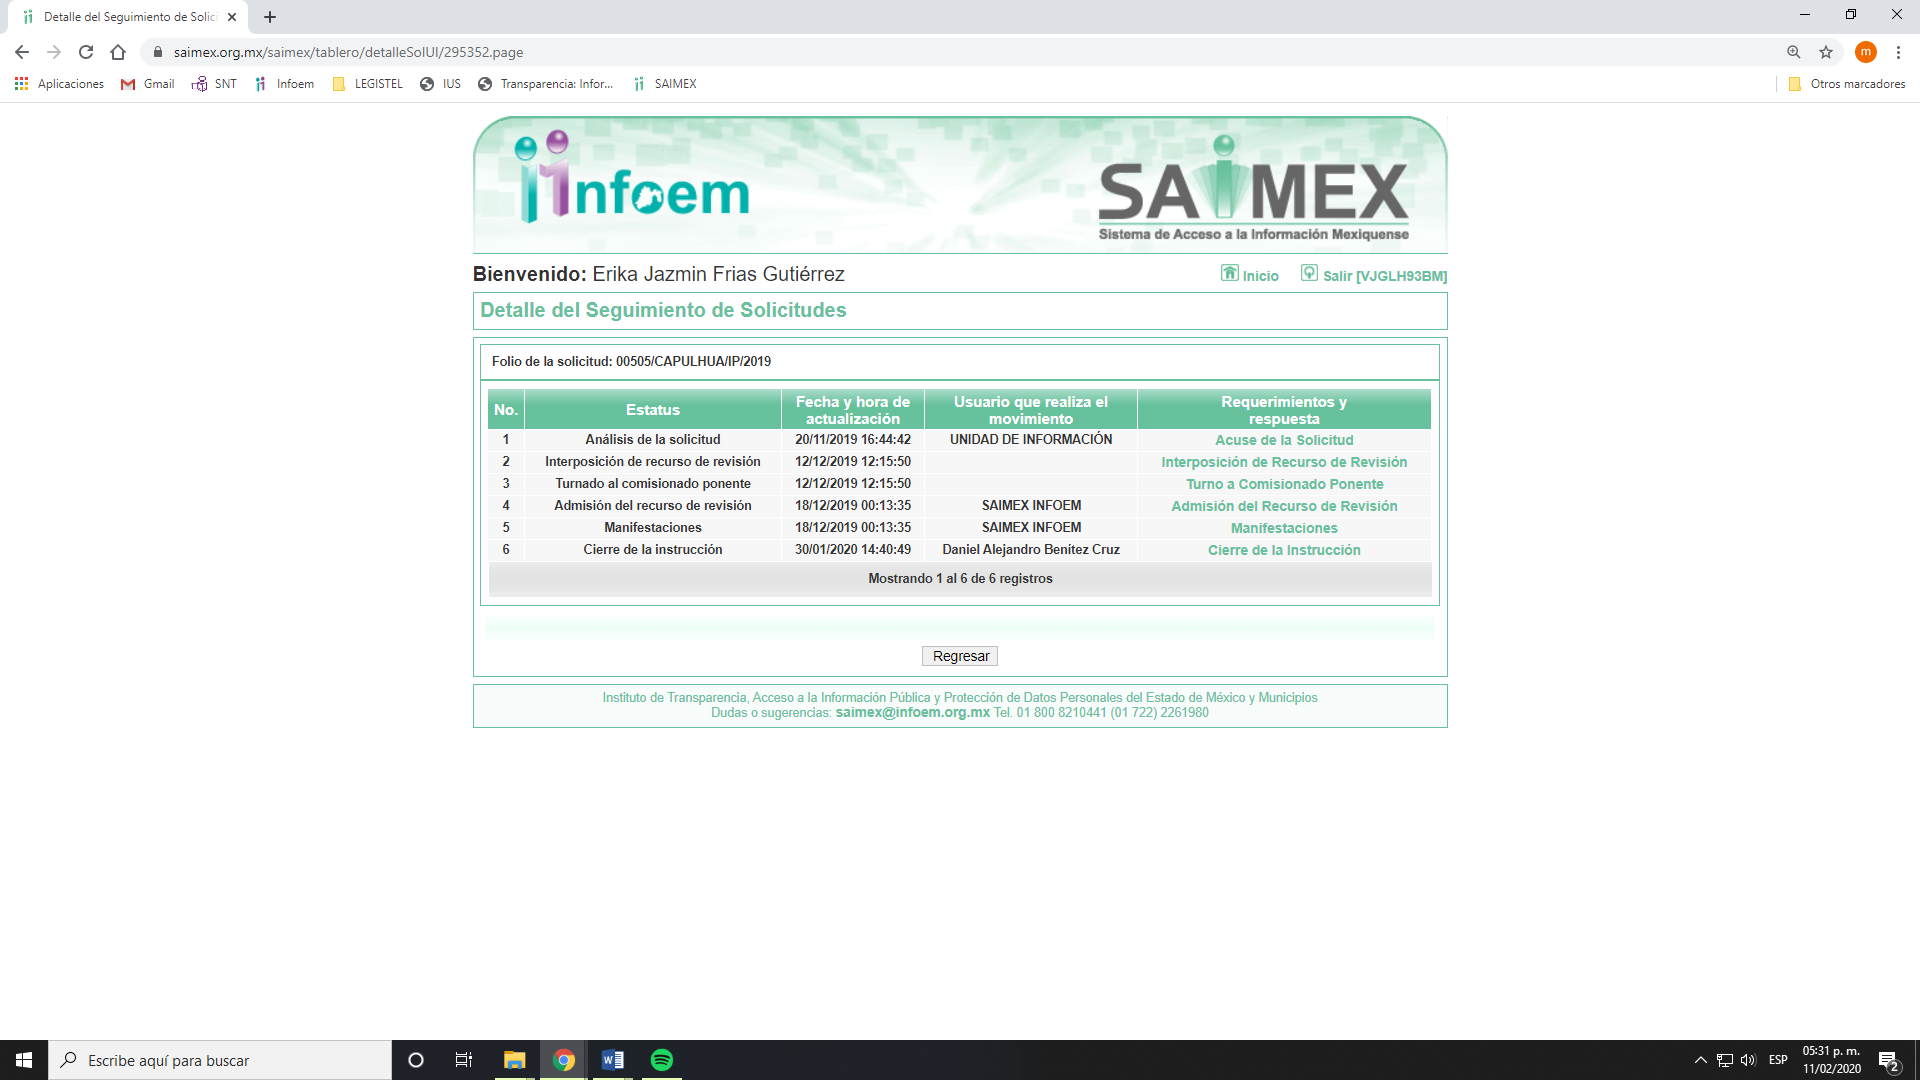 Detalle del Seguimiento de Solici
saimex.org.mx/saimex/tablero/detalleSolUI/295352.page
m
Aplicaciones Gmail SNT Infoem LEGISTEL IUS Transparencia: Infor... SAIMEX Otros marcadores
infoem
SAIMEX
Sistema de Acceso a la Información Mexiquense
Bienvenido: Erika Jazmin Frias Gutiérrez Inicio Salir [VJGLH93BM]
Detalle del Seguimiento de Solicitudes
Folio de la solicitud: 00505/CAPULHUA/IP/2019
No. Estatus Fecha y hora de actualización Usuario que realiza el movimiento Requerimientos y respuesta
1 Análisis de la solicitud 20/11/2019 16:44:42 UNIDAD DE INFORMACIÓN Acuse de la Solicitud
2 Interposición de recurso de revisión 12/12/2019 12:15:50 Interposición de Recurso de Revisión
3 Turnado al comisionado ponente 12/12/2019 12:15:50 Turno a Comisionado Ponente
4 Admisión del recurso de revisión 18/12/2019 00:13:35 SAIMEX INFOEM Admisión del Recurso de Revisión
5 Manifestaciones 18/12/2019 00:13:35 SAIMEX INFOEM Manifestaciones
6 Cierre de la instrucción 30/01/2020 14:40:49 Daniel Alejandro Benítez Cruz Cierre de la Instrucción
Mostrando 1 al 6 de 6 registros
Regresar
Instituto de Transparencia, Acceso a la Información Pública y Protección de Datos Personales del Estado de México y Municipios
Dudas o sugerencias: saimex@infoem.org.mx Tel. 01 800 8210441 (01 722) 2261980
Escribe aquí para buscar
ESP
05:31 p. m.
11/02/2020
2